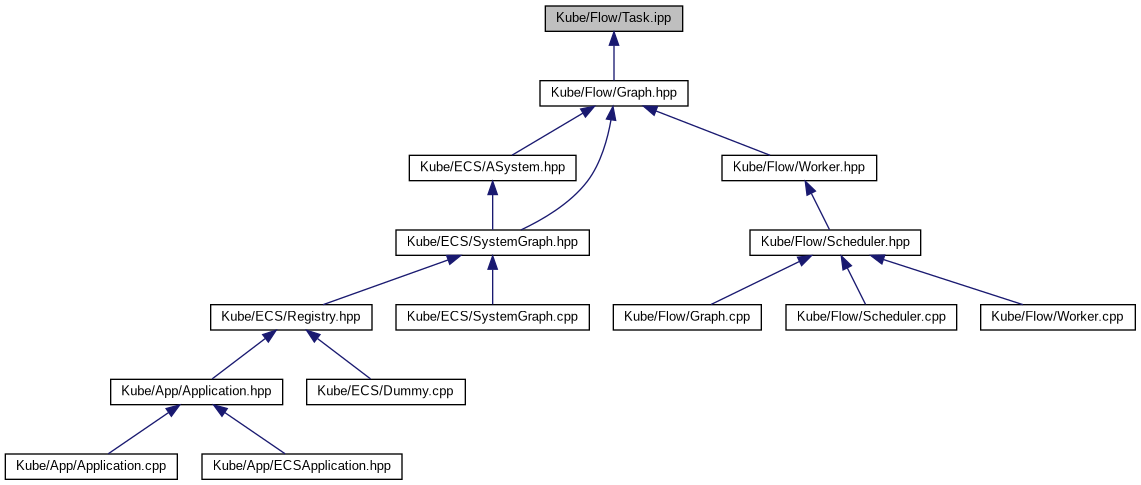 Kube/Flow/Task.ipp
Kube/Flow/Graph.hpp
Kube/ECS/ASystem.hpp
Kube/Flow/Worker.hpp
Kube/ECS/SystemGraph.hpp
Kube/Flow/Scheduler.hpp
Kube/ECS/Registry.hpp
Kube/ECS/SystemGraph.cpp
Kube/Flow/Graph.cpp
Kube/Flow/Scheduler.cpp
Kube/Flow/Worker.cpp
Kube/App/Application.hpp
Kube/ECS/Dummy.cpp
Kube/App/Application.cpp
Kube/App/ECSApplication.hpp